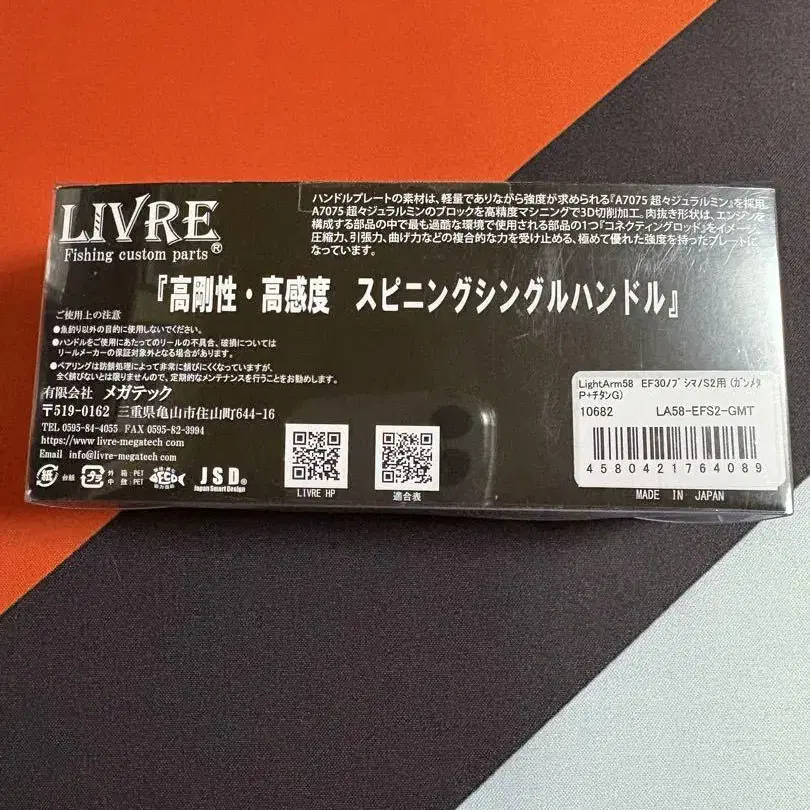 LIVRE
Fishing custom parts®
ハンドルプレートの素材は、軽量でありながら強度が求められる『A7075 超々ジュラルミン』を採用。
A7075 超々ジュラルミンのブロックを高精度マシニングで3D切削加工。肉抜き形状は、エンジンを
構成する部品の中で最も過酷な環境で使用される部品の1つ『コネクティングロッド』をイメージ。
圧縮力、引張力、曲げ力などの複合的な力を受け止める、極めて優れた強度を持ったプレートに
なっています。
『高剛性・高感度 スピニングシングルハンドル』
ご使用上の注意
●魚釣り以外の目的に使用しないでください。
●ハンドルをご使用にあたってのリールの不具合、破損については
リールメーカーの保証対象外となる場合があります。
●ベアリングは防錆処理によって非常に錆びにくくなっていますが、
全く錆びないとは限りませんので、定期的なメンテナンスを行うことをお勧めします。
有限会社 メガテック
〒519-0162 三重県亀山市住山町644-16
TEL 0595-84-4055 FAX 0595-82-3994
https://www.livre-megatech.com
Email info@livre-megatech.com
紙 台紙
プラ 外箱:PET
中敷:PET
JSD®
Japan Smart Design
LIVRE HP
適合表
LightArm58 EF30ノブ シマノS2用 (ガンメタ
P+チタンG)
10682 LA58-EFS2-GMT
4580421764089
MADE IN JAPAN